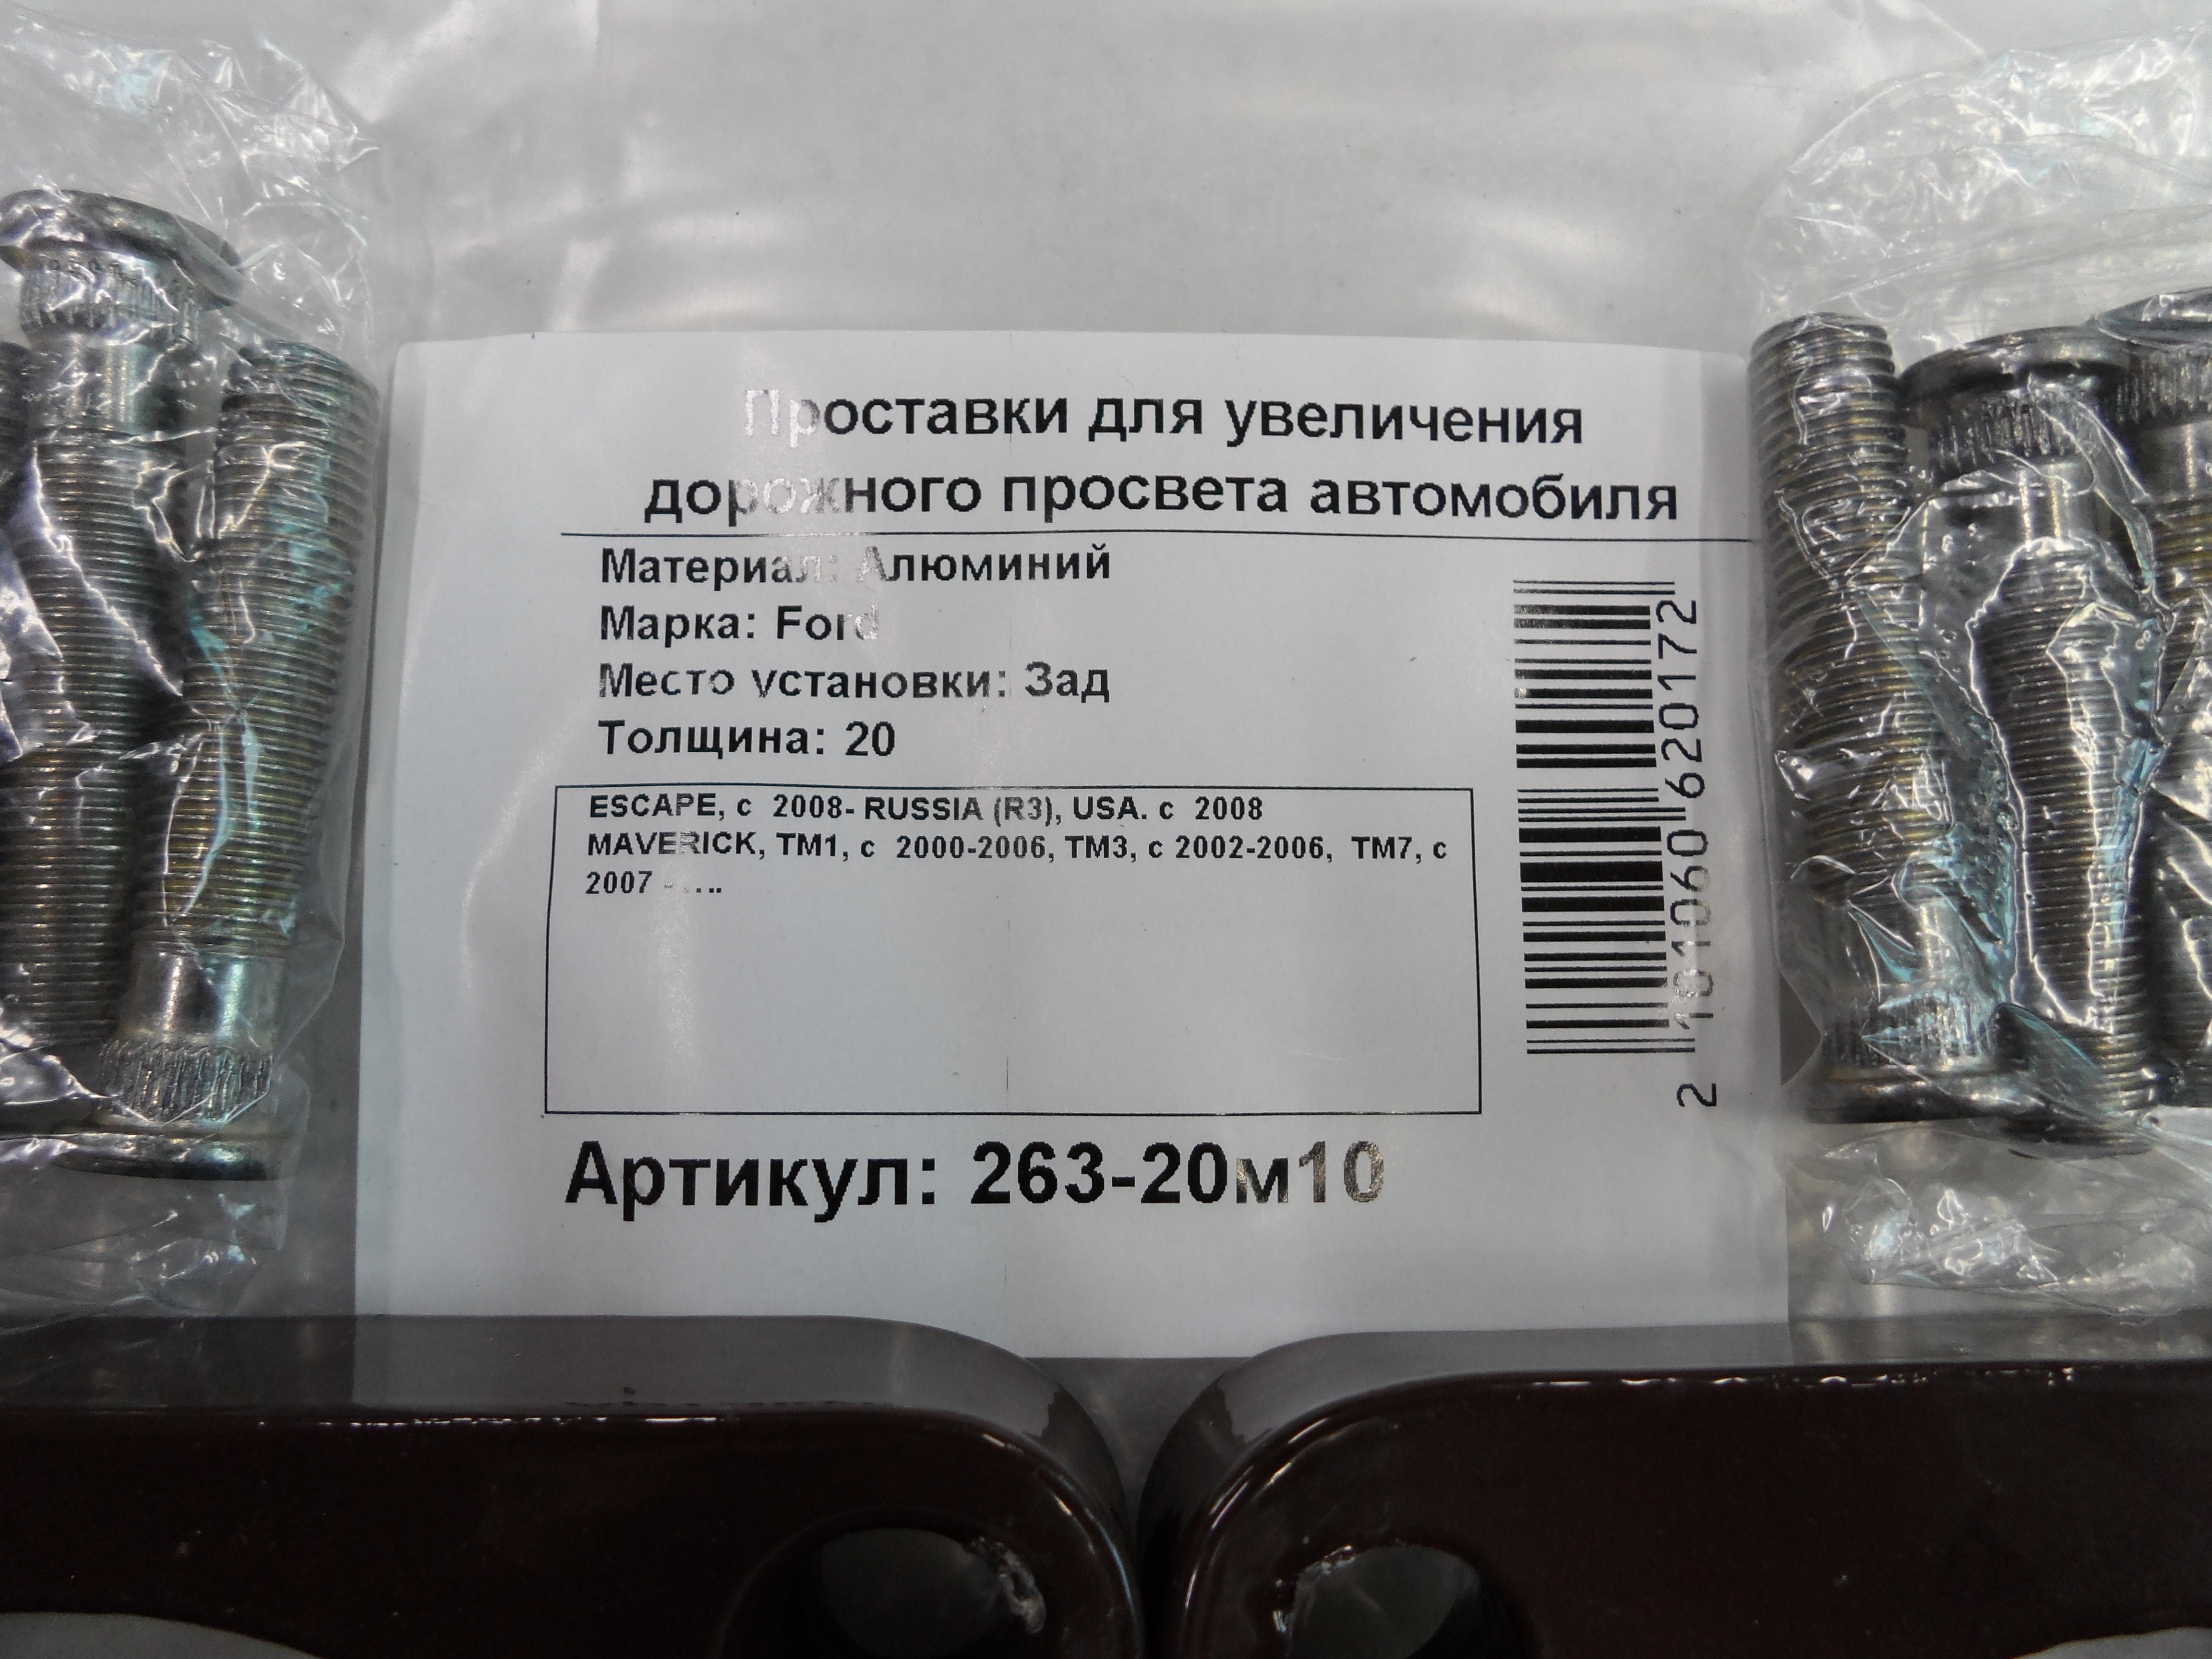 Проставки для увеличения
дорожного просвета автомобиля
Материал: Алюминий
Марка: Ford
Место установки: Зад
Толщина: 20
ESCAPE, с 2008- RUSSIA (R3), USA. с 2008
MAVERICK, TM1, с 2000-2006, TM3, с 2002-2006, TM7, с
2007 - ....
2 101060 620172
Артикул: 263-20м10